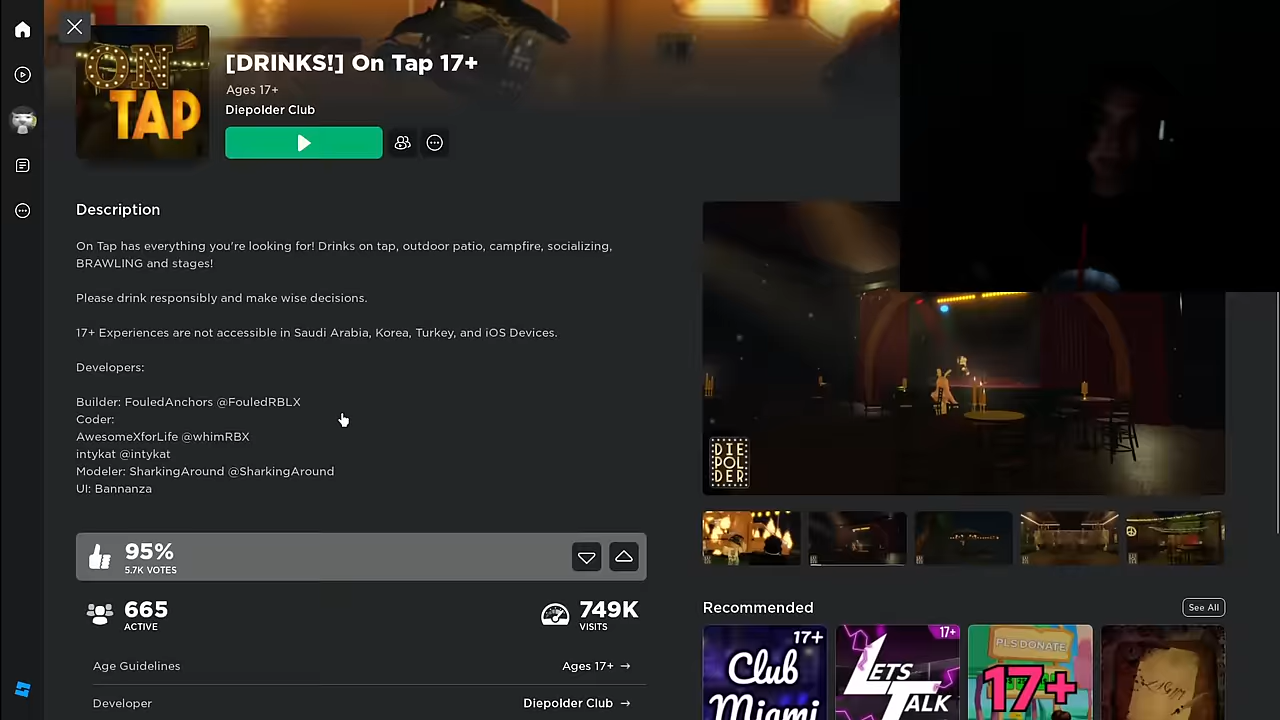 ON
TAP
[DRINKS!] On Tap 17+
Ages 17+
Diepolder Club
Description
On Tap has everything you're looking for! Drinks on tap, outdoor patio, campfire, socializing,
BRAWLING and stages!
Please drink responsibly and make wise decisions.
17+ Experiences are not accessible in Saudi Arabia, Korea, Turkey, and iOS Devices.
Developers:
Builder: FouledAnchors @FouledRBLX
Coder:
AwesomeXforLife @whimRBX
intykat @intykat
Modeler: SharkingAround @SharkingAround
UI: Bannanza
95%
5.7K VOTES
665
ACTIVE
749K
VISITS
Age Guidelines
Ages 17+
Developer
Diepolder Club
DIE
POL
DER
Recommended
See All
17+
Club
Miami
17+
LETS
TALK
PLS DONATE
17+